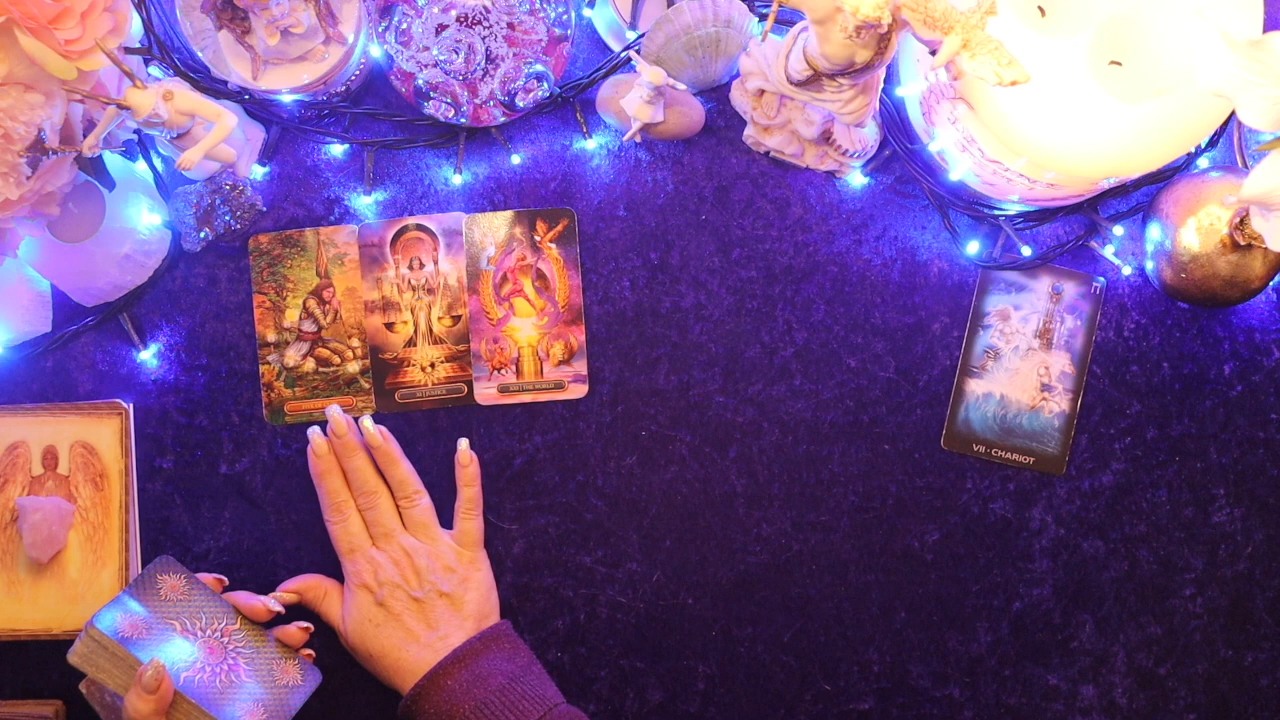 XI | JUSTICE
XXI | THE WORLD
VII • CHARIOT